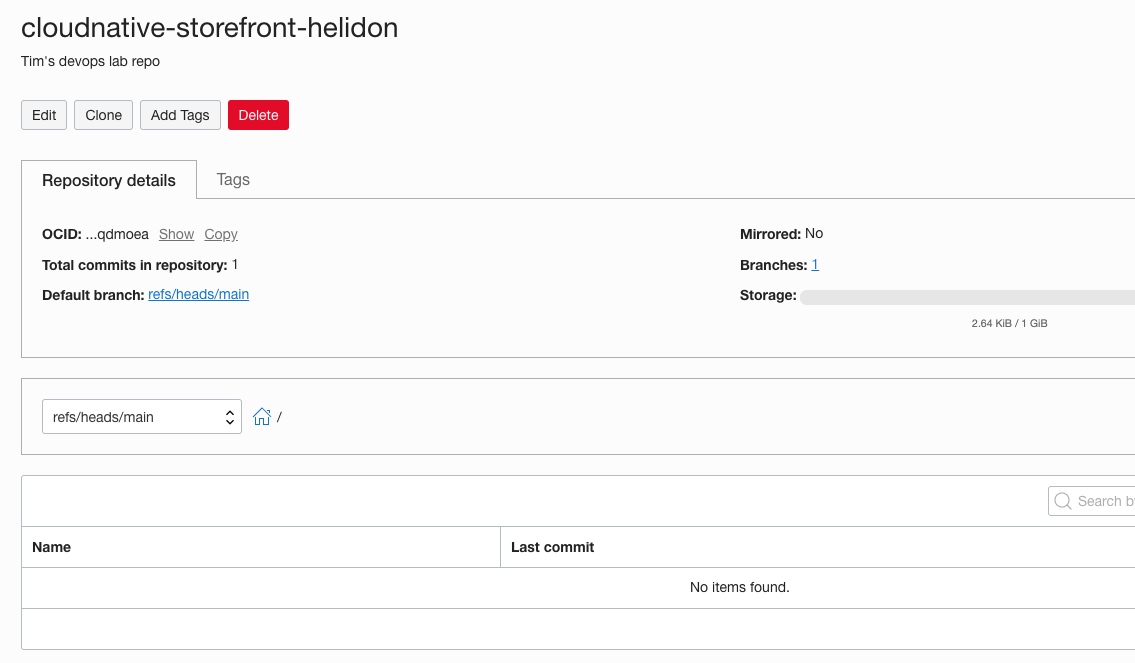 cloudnative-storefront-helidon
Tim's devops lab repo
Edit Clone Add Tags Delete
Repository details Tags
OCID: ...qdmoea Show Copy
Mirrored: No
Total commits in repository: 1
Branches: 1
Default branch: refs/heads/main
Storage:
2.64 KiB / 1 GiB
refs/heads/main /
Search by
Name Last commit
No items found.